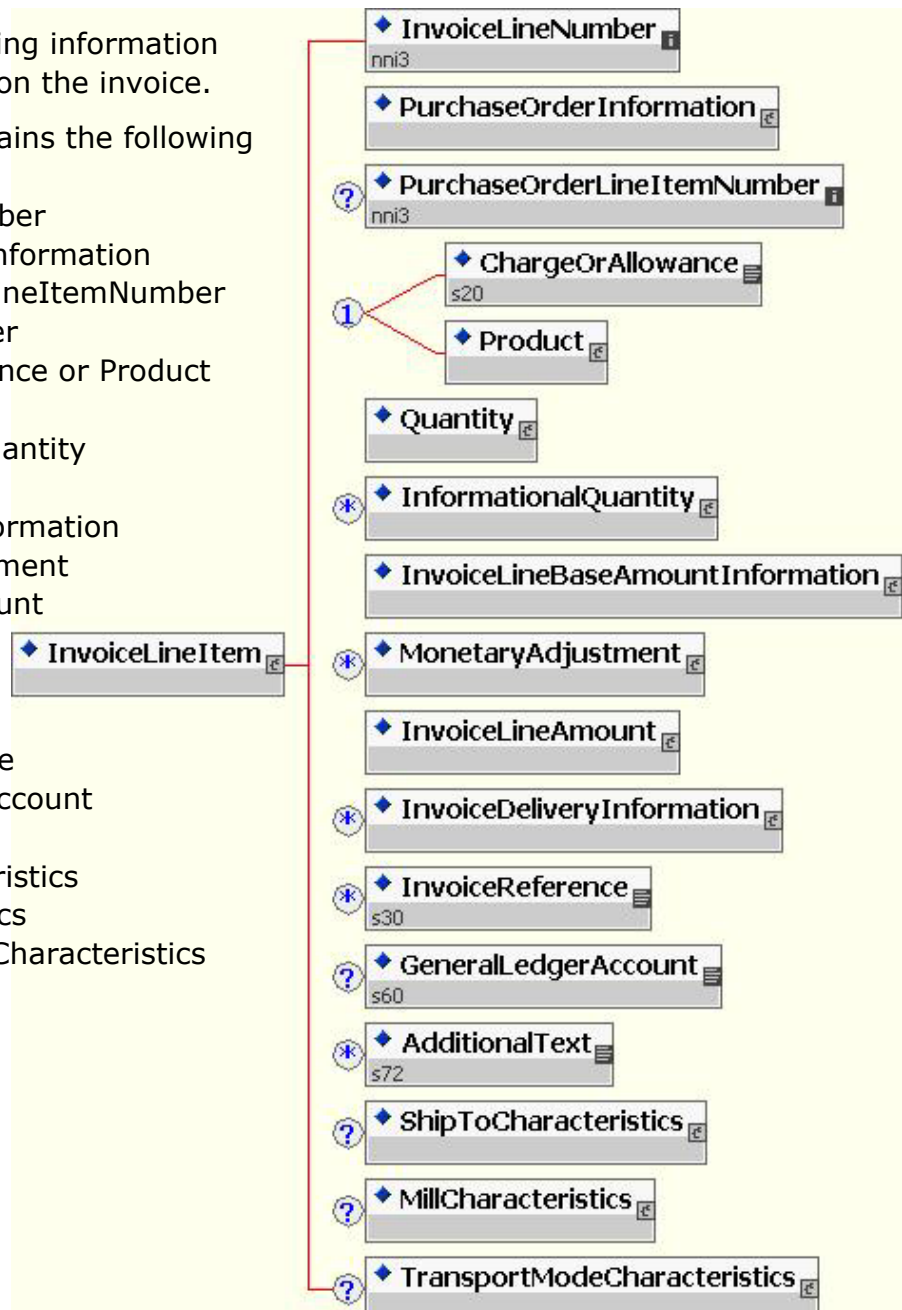 ing information
on the invoice.
ains the following
ber
nformation
ineItemNumber
er
nce or Product
antity
ormation
ment
unt
e
ccount
ristics
cs
Characteristics
InvoiceLineItem
InvoiceLineNumber
nni3
PurchaseOrderInformation
? PurchaseOrderLineItemNumber
nni3
1
ChargeOrAllowance
s20
Product
Quantity
* InformationalQuantity
InvoiceLineBaseAmountInformation
* MonetaryAdjustment
InvoiceLineAmount
* InvoiceDeliveryInformation
* InvoiceReference
s30
? GeneralLedgerAccount
s60
* AdditionalText
s72
? ShipToCharacteristics
? MillCharacteristics
? TransportModeCharacteristics